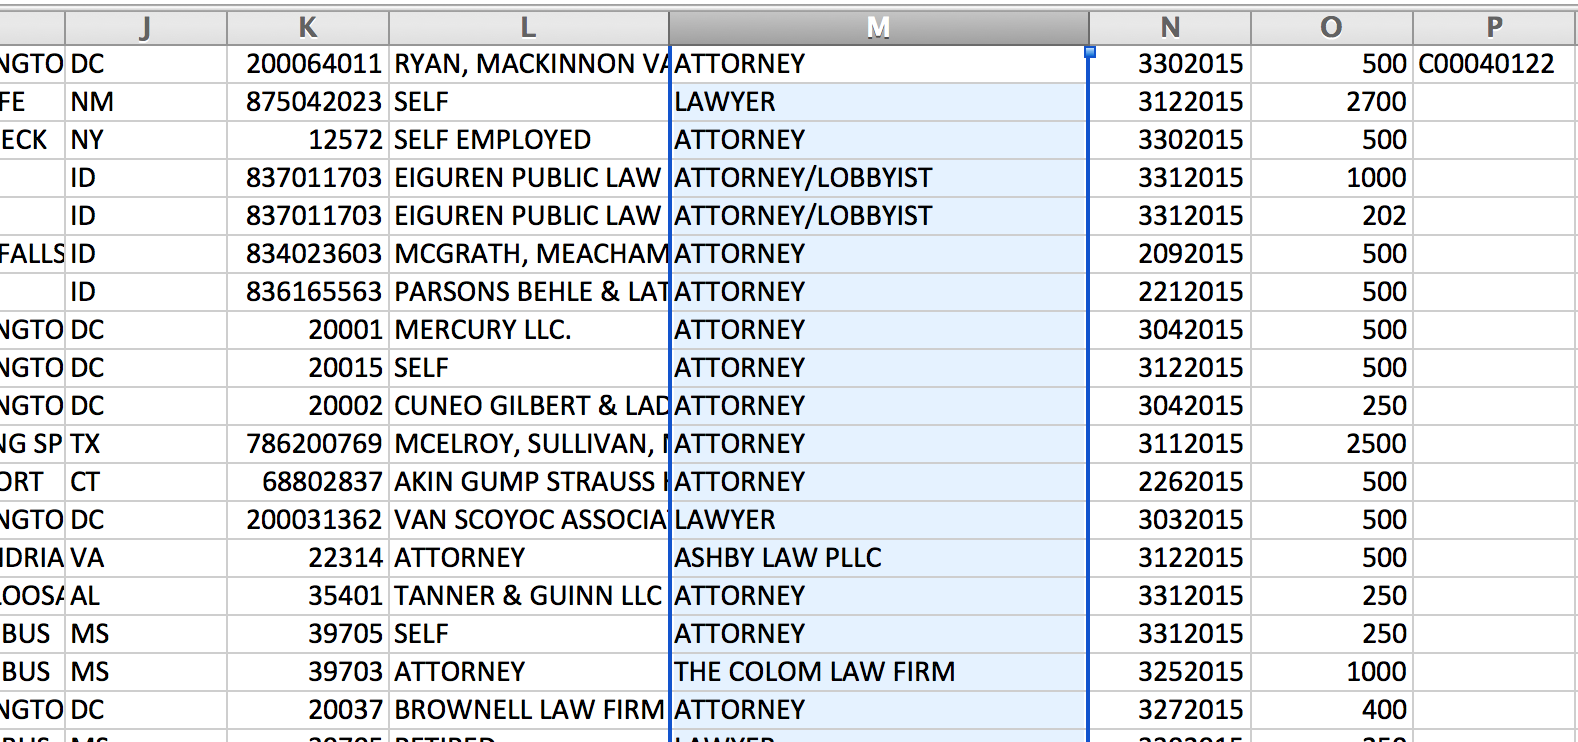 J K L M N O P
NGTO DC 200064011 RYAN, MACKINNON VA ATTORNEY 3302015 500 C00040122
FE NM 875042023 SELF LAWYER 3122015 2700
ECK NY 12572 SELF EMPLOYED ATTORNEY 3302015 500
ID 837011703 EIGUREN PUBLIC LAW ATTORNEY/LOBBYIST 3312015 1000
ID 837011703 EIGUREN PUBLIC LAW ATTORNEY/LOBBYIST 3312015 202
FALLS ID 834023603 MCGRATH, MEACHAM ATTORNEY 2092015 500
ID 836165563 PARSONS BEHLE & LAT ATTORNEY 2212015 500
NGTO DC 20001 MERCURY LLC. ATTORNEY 3042015 500
NGTO DC 20015 SELF ATTORNEY 3122015 500
NGTO DC 20002 CUNEO GILBERT & LAD ATTORNEY 3042015 250
NG SP TX 786200769 MCELROY, SULLIVAN, ATTORNEY 3112015 2500
ORT CT 68802837 AKIN GUMP STRAUSS ATTORNEY 2262015 500
NGTO DC 200031362 VAN SCOYOC ASSOCIA LAWYER 3032015 500
NDRIA VA 22314 ATTORNEY ASHBY LAW PLLC 3122015 500
LOOSA AL 35401 TANNER & GUINN LLC ATTORNEY 3312015 250
BUS MS 39705 SELF ATTORNEY 3312015 250
BUS MS 39703 ATTORNEY THE COLOM LAW FIRM 3252015 1000
NGTO DC 20037 BROWNELL LAW FIRM ATTORNEY 3272015 400
BUS MS RETIRED LAWYER